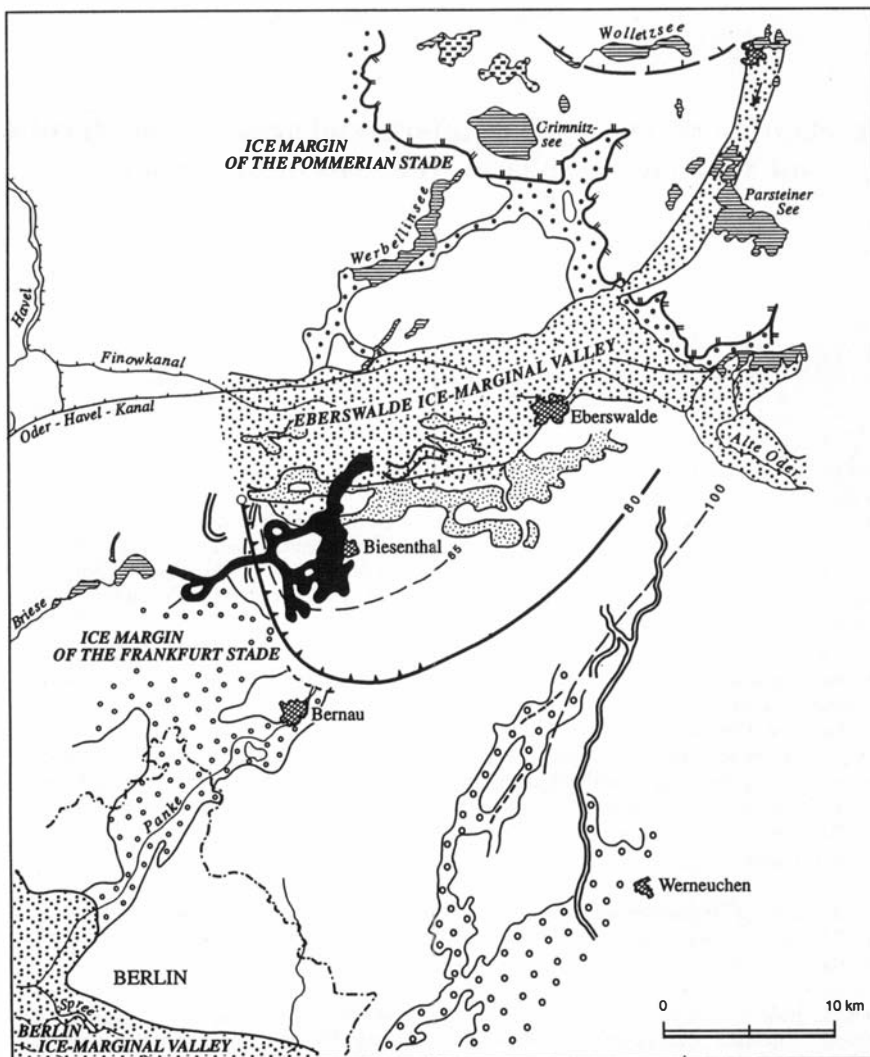 Wolletzsee
Grimnitz-
see
ICE MARGIN
OF THE POMMERIAN STADE
Parsteiner
See
Werbellinsee
Havel
Finowkanal
Oder-Havel-Kanal
EBERSWALDE ICE-MARGINAL VALLEY
Eberswalde
Alte Oder
80
100
Biesenthal
65
Briese
ICE MARGIN
OF THE FRANKFURT STADE
Bernau
Panke
Werneuchen
BERLIN
Spree
BERLIN
ICE-MARGINAL VALLEY
0
10 km